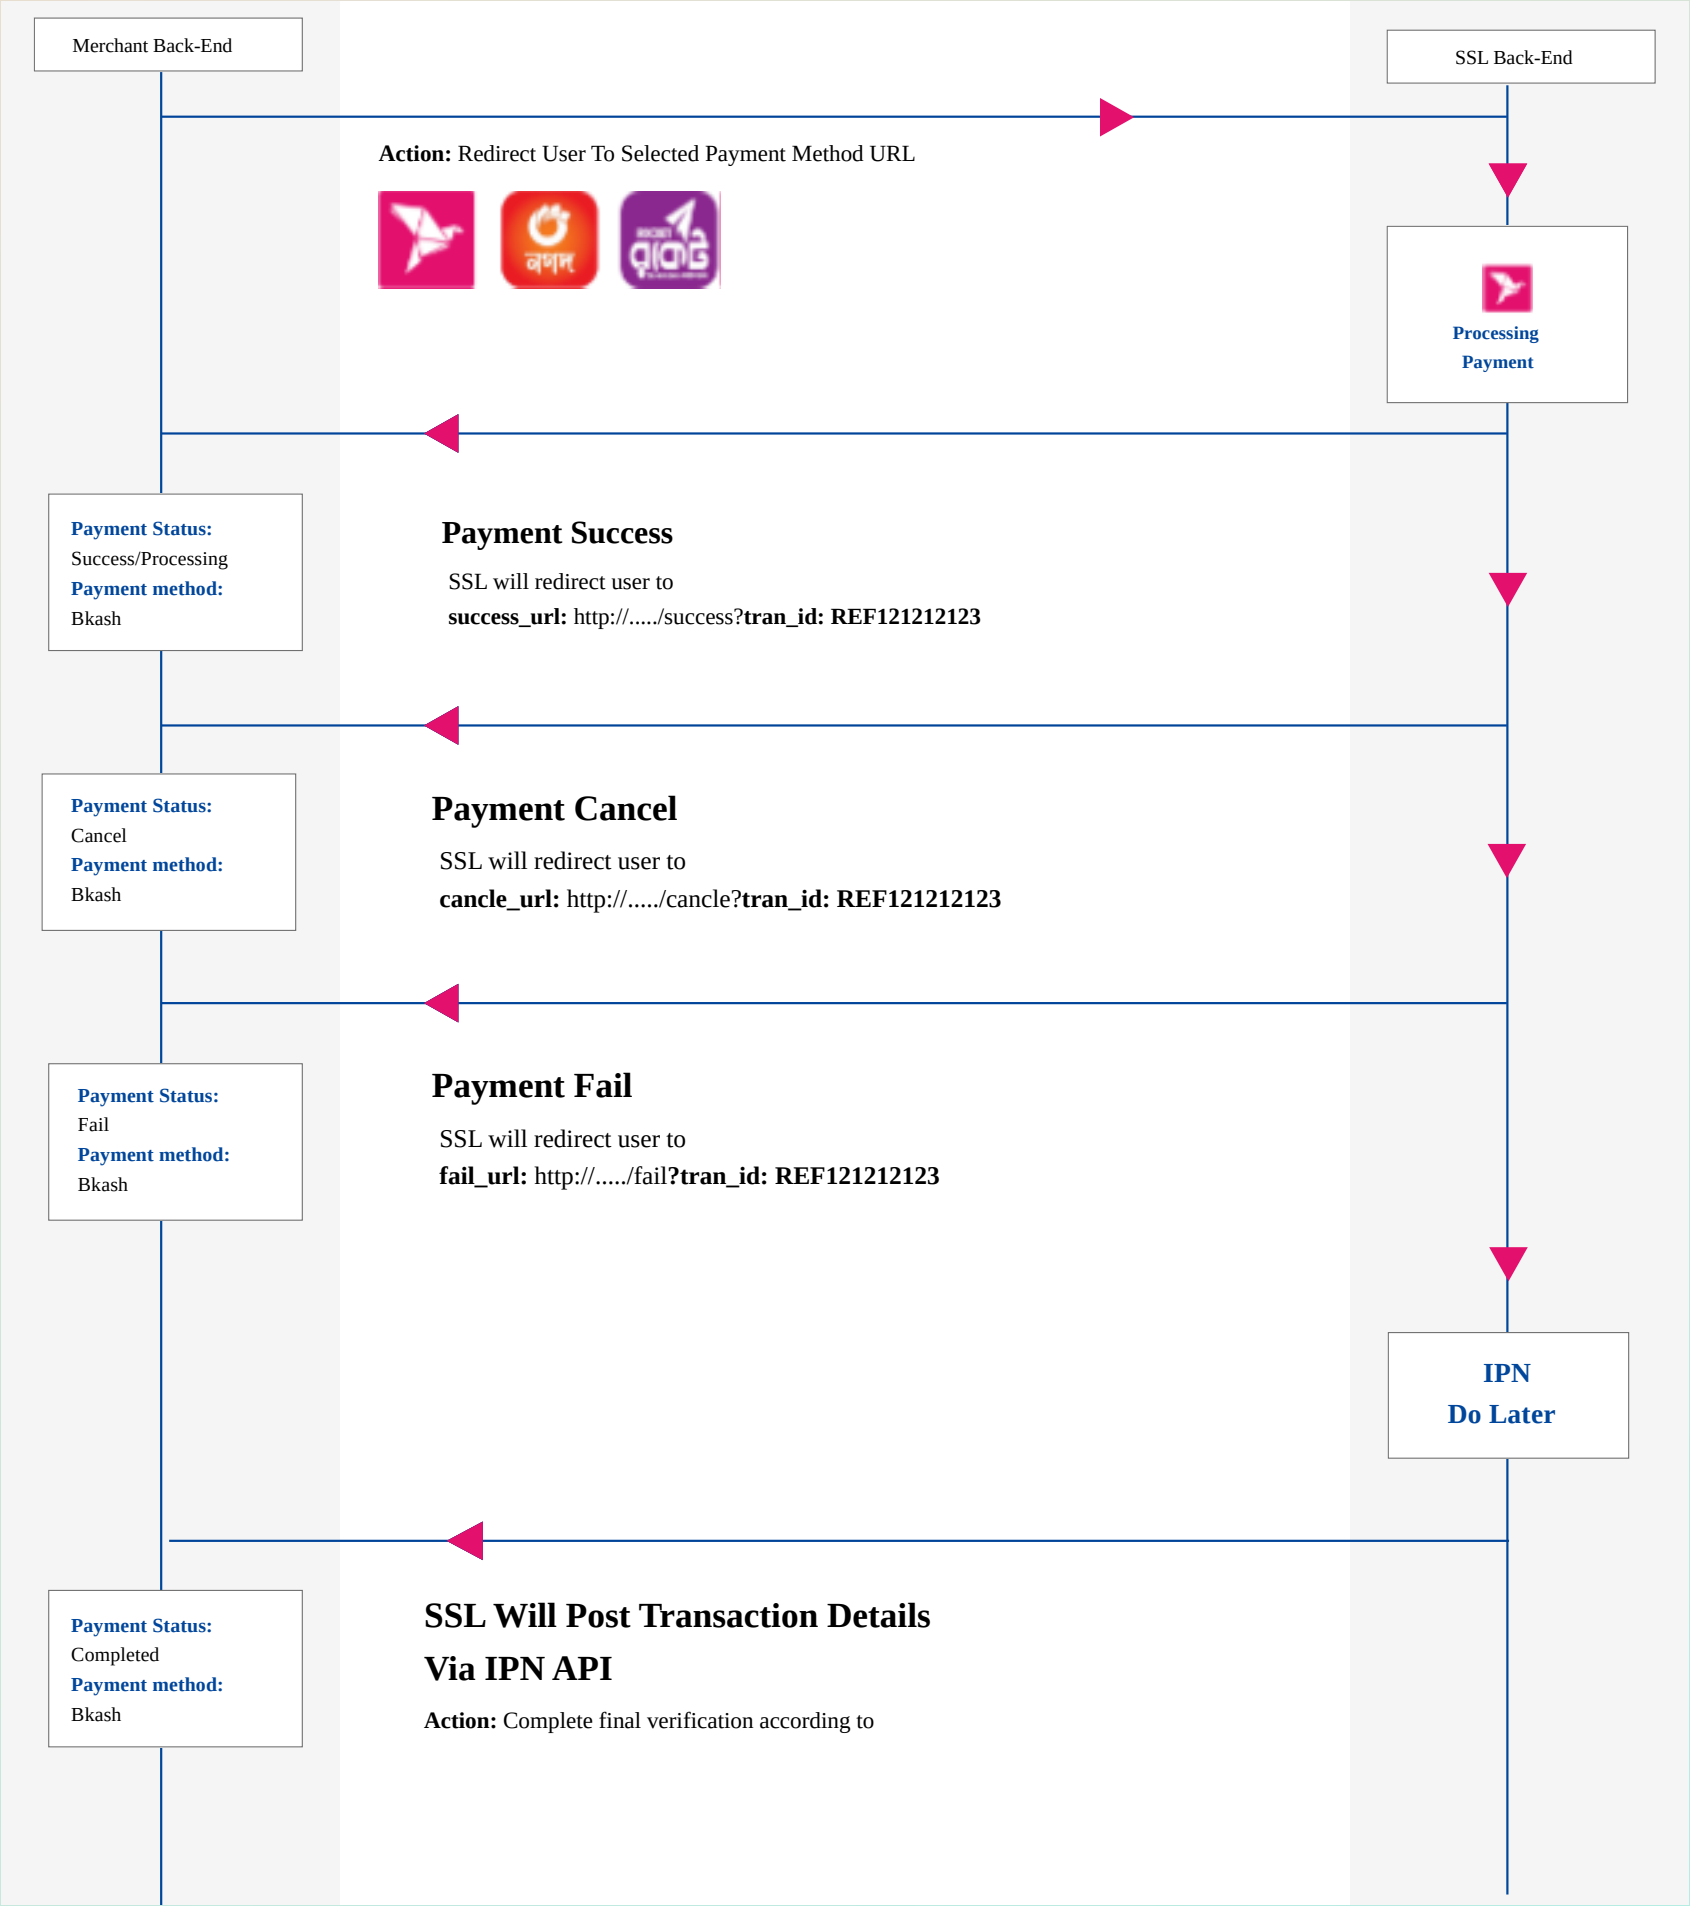 Merchant Back-End
SSL Back-End
Action: Redirect User To Selected Payment Method URL
নগদ
রকেট
Processing
Payment
Payment Status:
Success/Processing
Payment method:
Bkash
Payment Success
SSL will redirect user to
success_url: http://...../success?tran_id: REF121212123
Payment Status:
Cancel
Payment method:
Bkash
Payment Cancel
SSL will redirect user to
cancle_url: http://...../cancle?tran_id: REF121212123
Payment Status:
Fail
Payment method:
Bkash
Payment Fail
SSL will redirect user to
fail_url: http://...../fail?tran_id: REF121212123
IPN
Do Later
Payment Status:
Completed
Payment method:
Bkash
SSL Will Post Transaction Details
Via IPN API
Action: Complete final verification according to